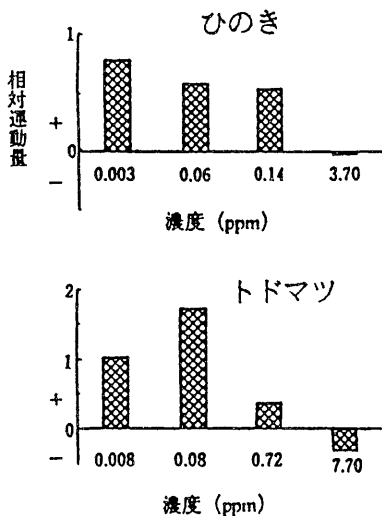 ひのき
1
相対運動量
+
0
−
0.003 0.06 0.14 3.70
濃度 (ppm)
トドマツ
2
1
+
0
−
0.008 0.08 0.72 7.70
濃度 (ppm)